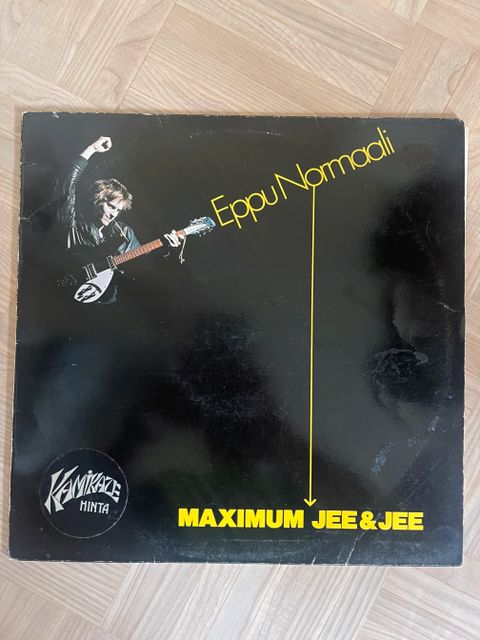 Eppu Normaali
KAMIKAZE
HINTA
MAXIMUM JEE & JEE